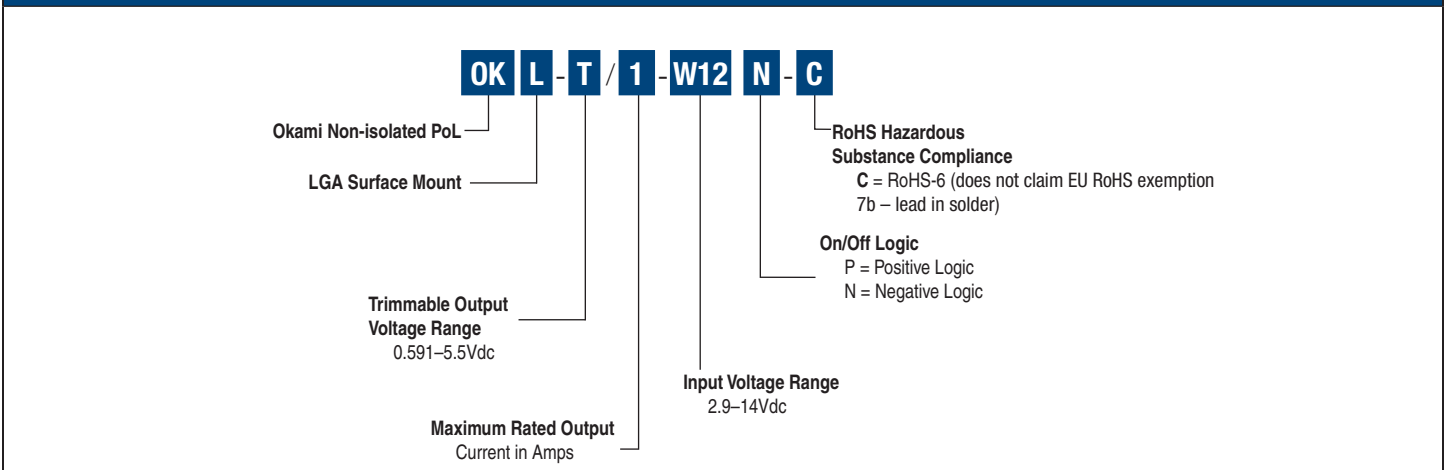 OK L - T / 1 - W12 N - C
Okami Non-isolated PoL
LGA Surface Mount
Trimmable Output
Voltage Range
0.591–5.5Vdc
Maximum Rated Output
Current in Amps
Input Voltage Range
2.9–14Vdc
On/Off Logic
P = Positive Logic
N = Negative Logic
RoHS Hazardous
Substance Compliance
C = RoHS-6 (does not claim EU RoHS exemption
7b – lead in solder)